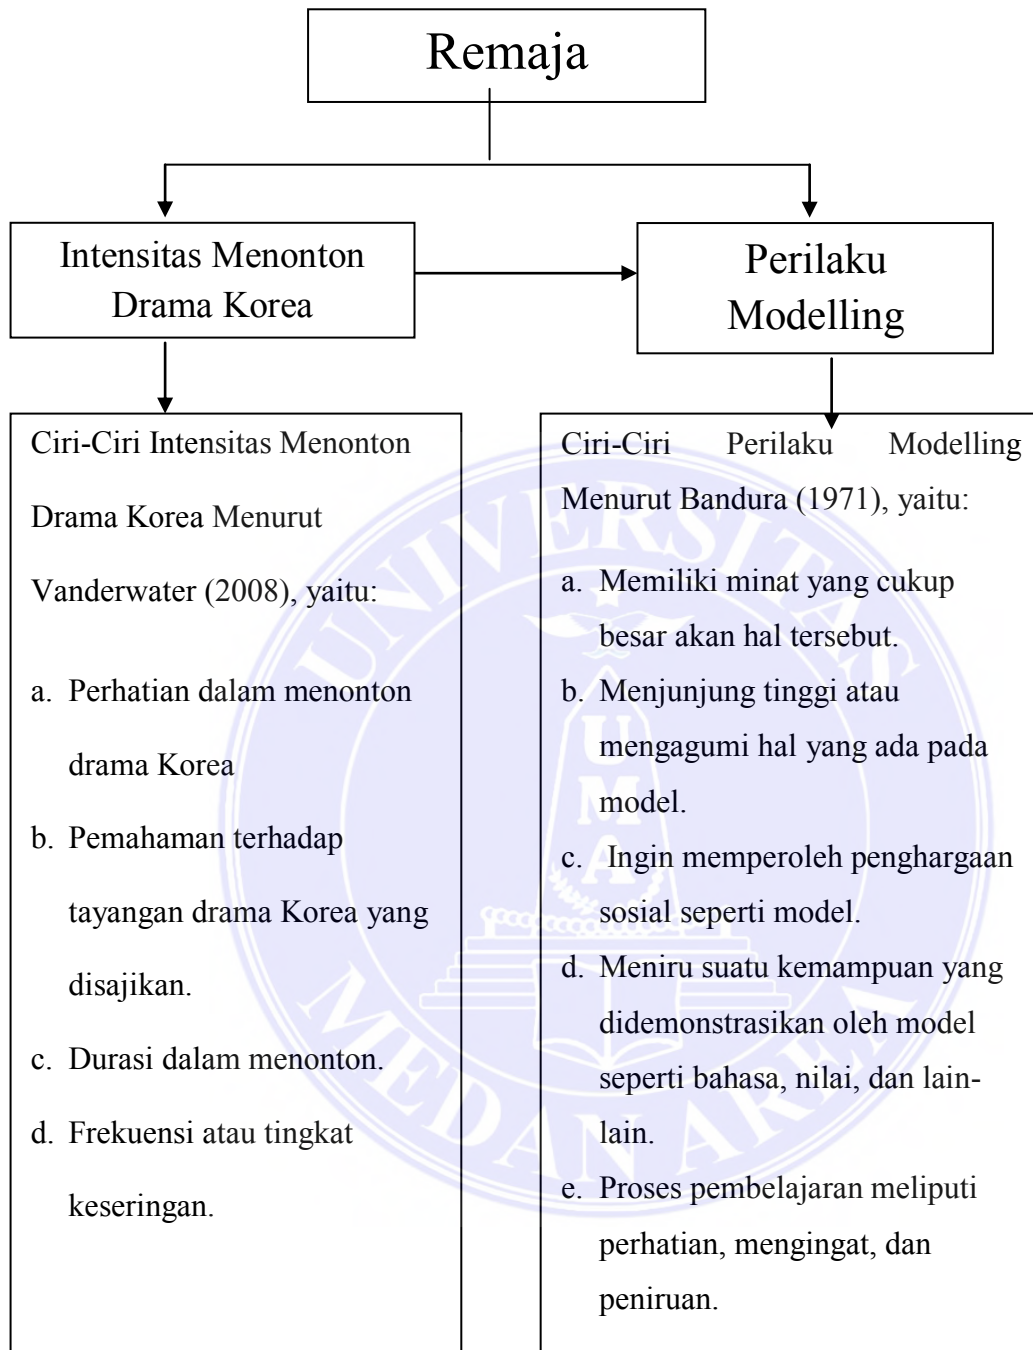 Remaja
Intensitas Menonton
Drama Korea
Perilaku
Modelling
Ciri-Ciri Intensitas Menonton
Drama Korea Menurut
Vanderwater (2008), yaitu:
a. Perhatian dalam menonton
drama Korea
b. Pemahaman terhadap
tayangan drama Korea yang
disajikan.
c. Durasi dalam menonton.
d. Frekuensi atau tingkat
keseringan.
Ciri-Ciri Perilaku Modelling
Menurut Bandura (1971), yaitu:
a. Memiliki minat yang cukup
besar akan hal tersebut.
b. Menjunjung tinggi atau
mengagumi hal yang ada pada
model.
c. Ingin memperoleh penghargaan
sosial seperti model.
d. Meniru suatu kemampuan yang
didemonstrasikan oleh model
seperti bahasa, nilai, dan lain-
lain.
e. Proses pembelajaran meliputi
perhatian, mengingat, dan
peniruan.
UNIVERSITAS
MEDAN AREA
UMA